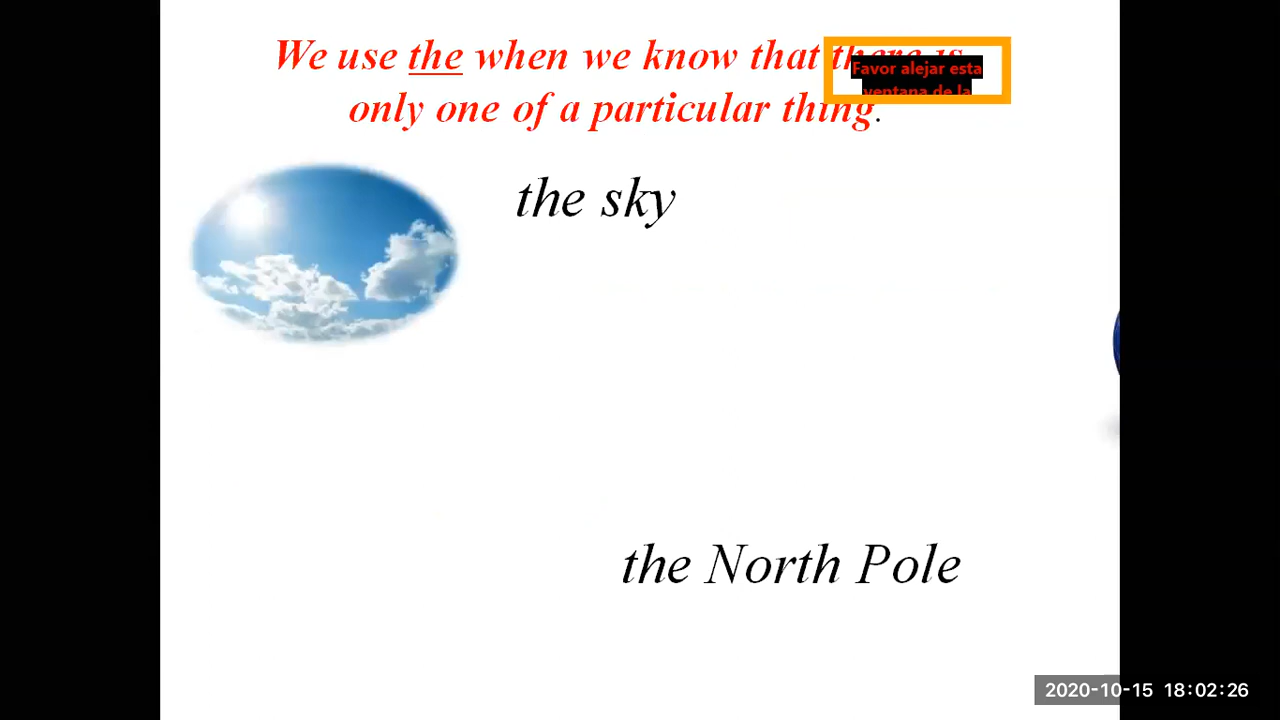 We use the when we know that there is
only one of a particular thing.
Favor alejar esta
ventana de la
the sky
the North Pole
2020-10-15 18:02:26